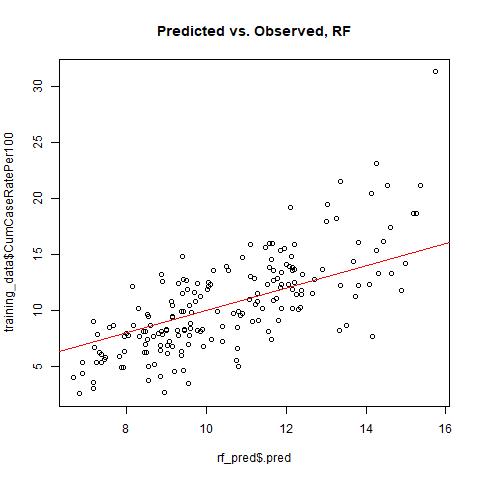 Predicted vs. Observed, RF
training_data$CumCaseRatePer100
30
25
20
15
10
5
8 10 12 14 16
rf_pred$.pred